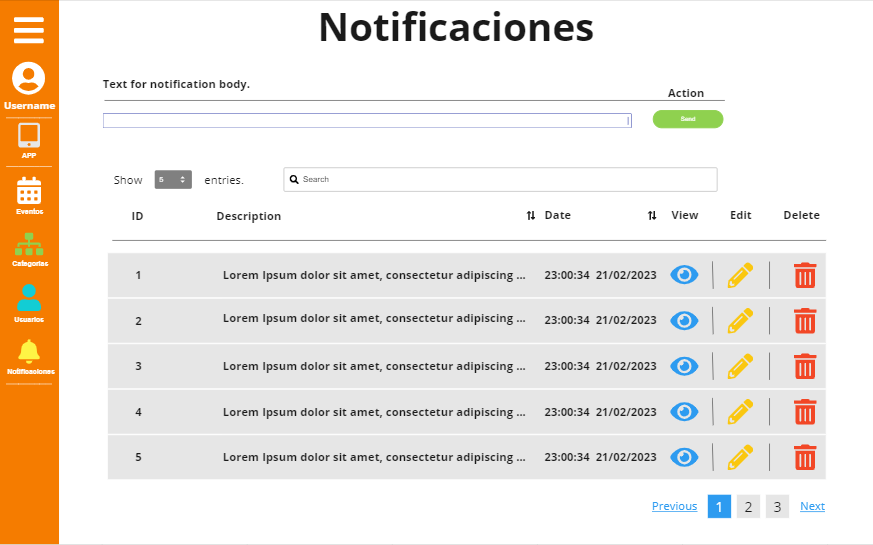 Notificaciones
Username
APP
Eventos
Categorias
Usuarios
Notificaciones
Text for notification body.
Action
Send
Show 5 entries.
Search
ID Description Date View Edit Delete
1 Lorem Ipsum dolor sit amet, consectetur adipiscing ... 23:00:34 21/02/2023
2 Lorem Ipsum dolor sit amet, consectetur adipiscing ... 23:00:34 21/02/2023
3 Lorem Ipsum dolor sit amet, consectetur adipiscing ... 23:00:34 21/02/2023
4 Lorem Ipsum dolor sit amet, consectetur adipiscing ... 23:00:34 21/02/2023
5 Lorem Ipsum dolor sit amet, consectetur adipiscing ... 23:00:34 21/02/2023
Previous 1 2 3 Next